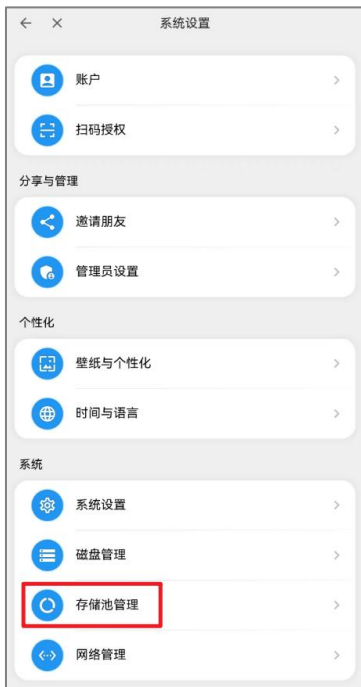 系统设置
账户
扫码授权
分享与管理
邀请朋友
管理员设置
个性化
壁纸与个性化
时间与语言
系统
系统设置
磁盘管理
存储池管理
网络管理